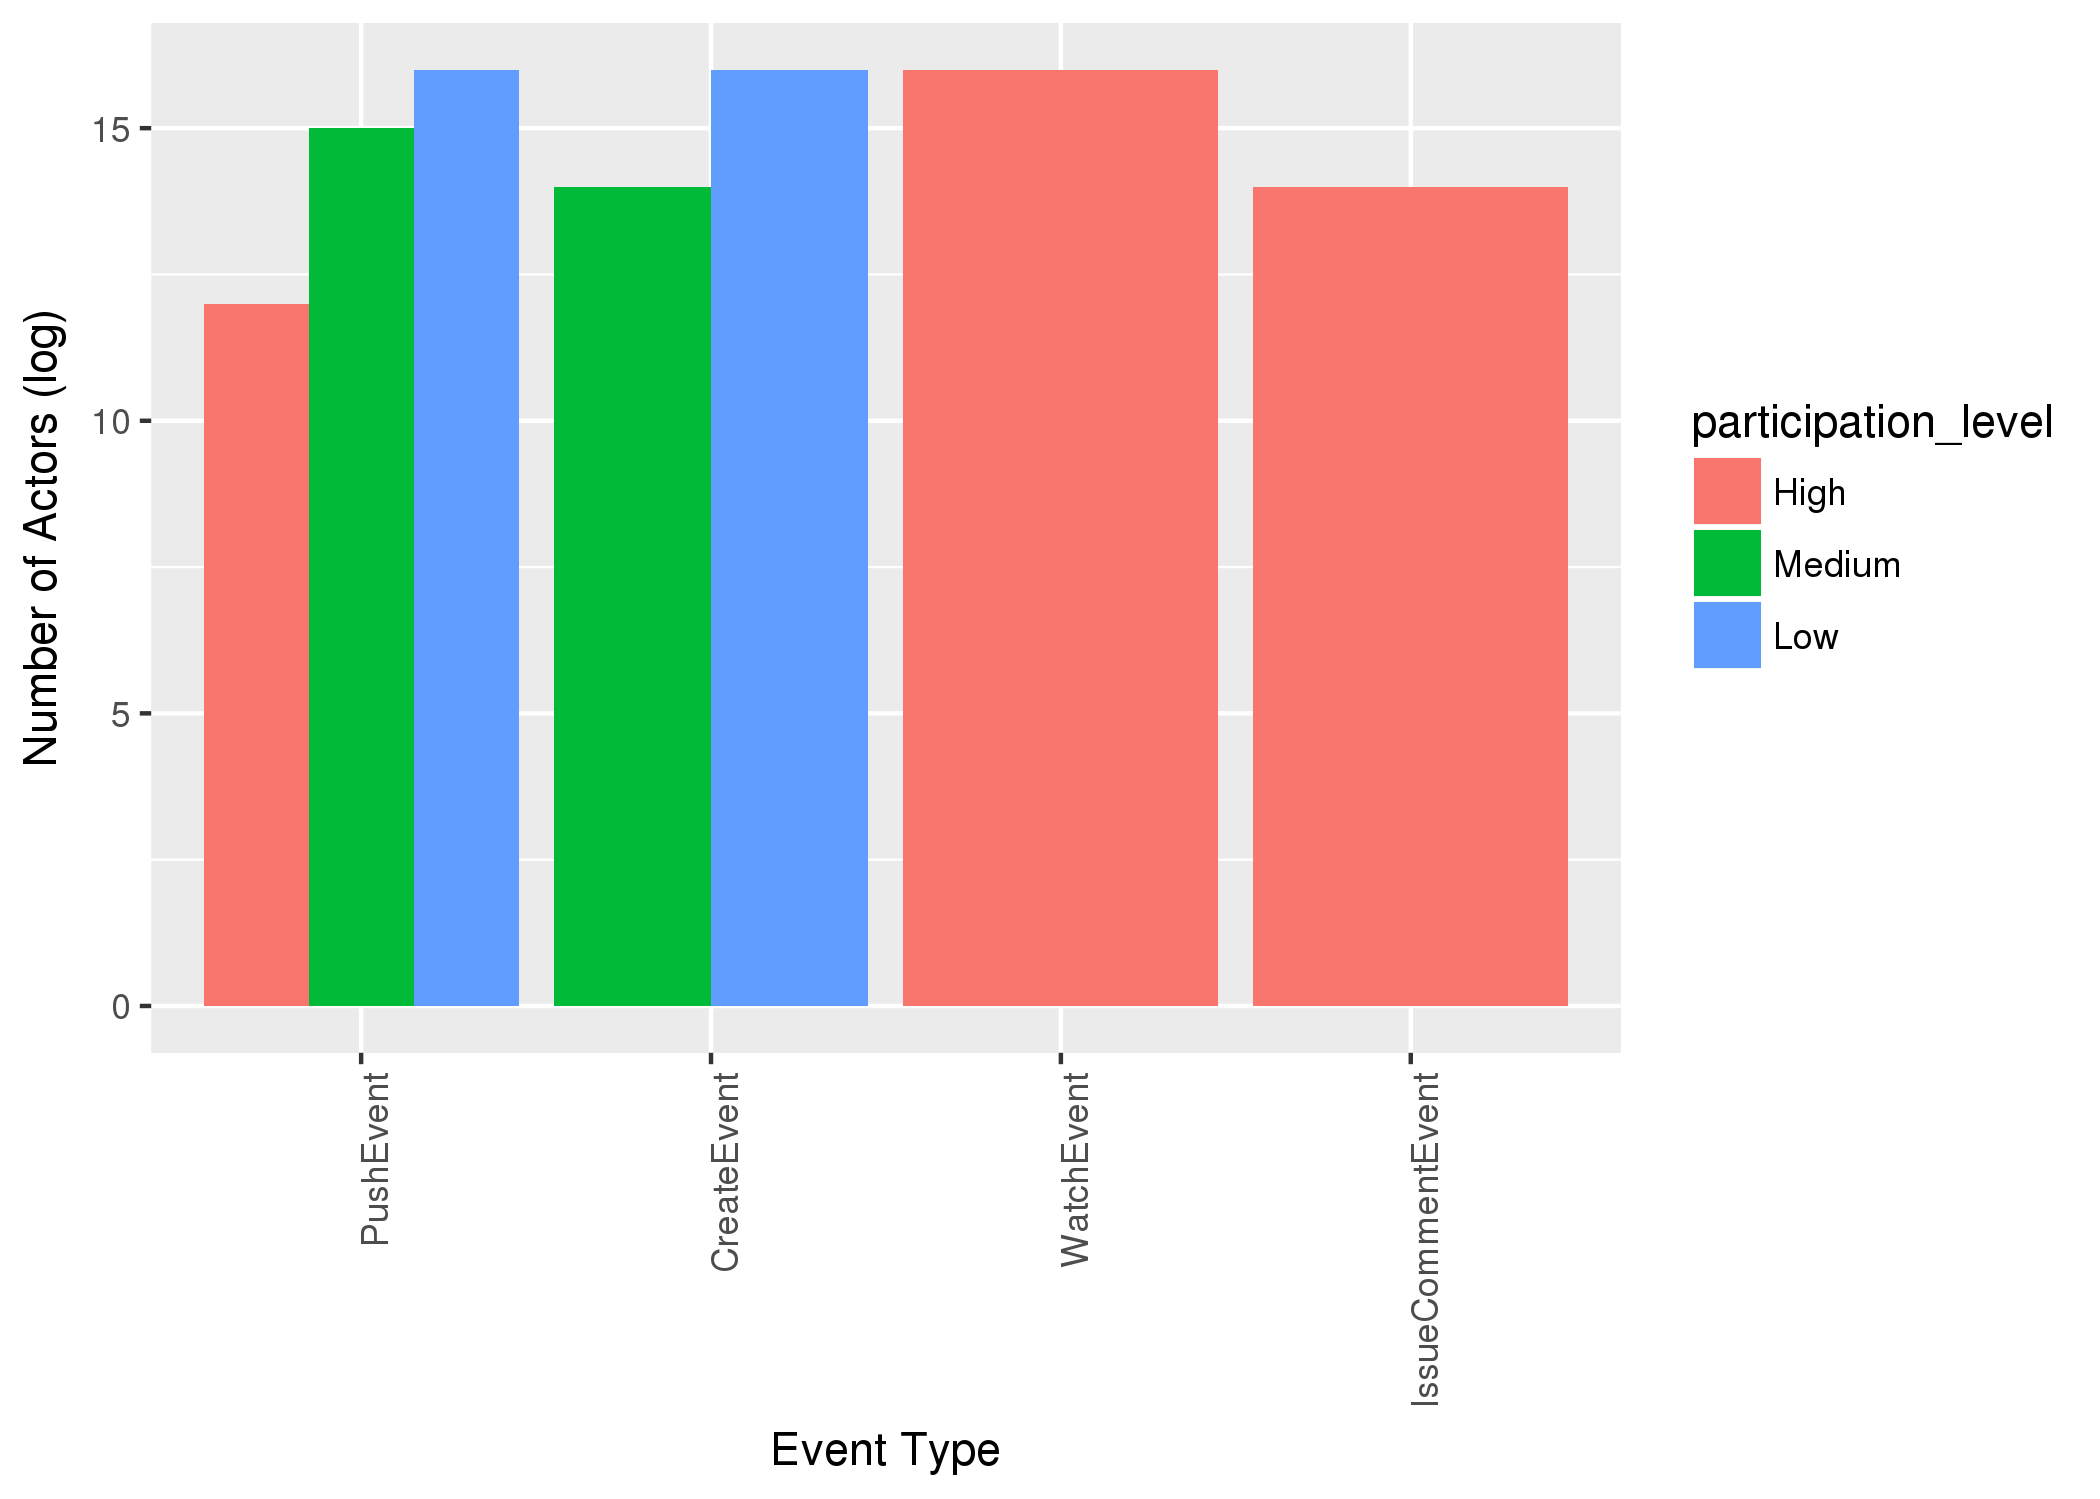 Number of Actors (log)
15
10
5
0
PushEvent
CreateEvent
WatchEvent
IssueCommentEvent
Event Type
participation_level
High
Medium
Low